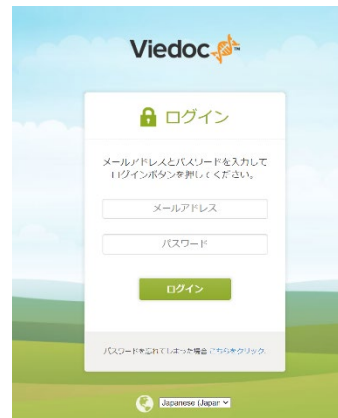 Viedoc™
ログイン
メールアドレスとパスワードを入力して
ログインボタンを押してください。
メールアドレス
パスワード
ログイン
パスワードを忘れてしまった場合 こちらをクリック
Japanese (Japan